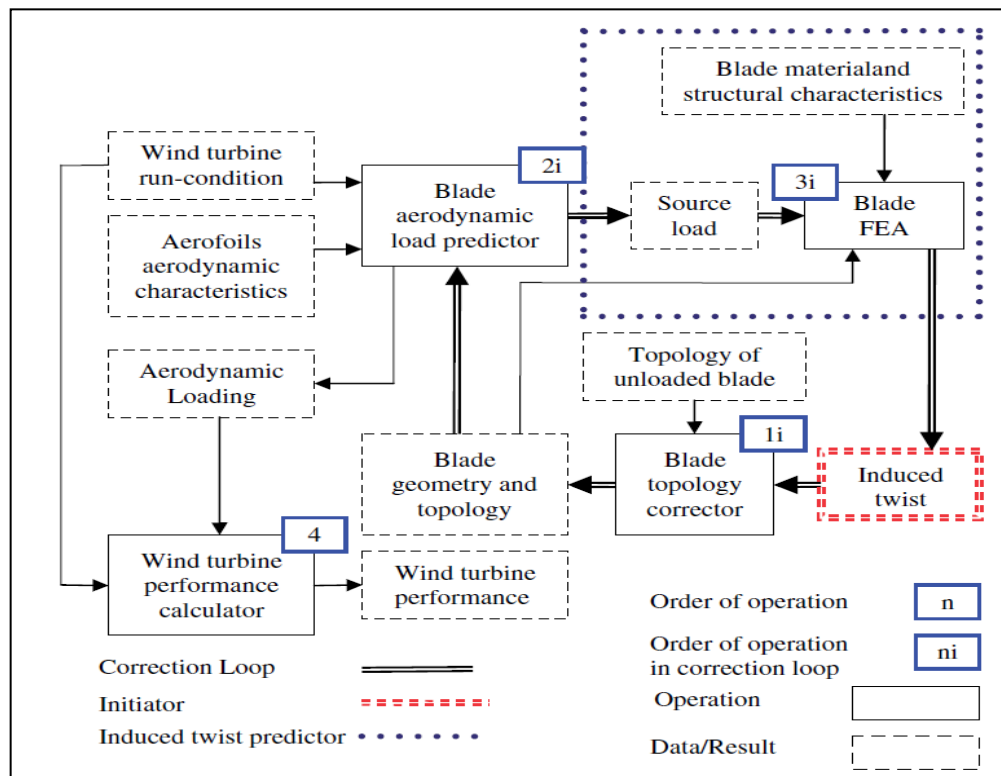 Blade materialand
structural characteristics
Wind turbine
run-condition
2i
Blade
aerodynamic
load predictor
Source
load
3i
Blade
FEA
Aerofoils
aerodynamic
characteristics
Aerodynamic
Loading
Topology of
unloaded blade
Blade
geometry and
topology
1i
Blade
topology
corrector
Induced
twist
4
Wind turbine
performance
calculator
Wind turbine
performance
Order of operation
n
Order of operation
in correction loop
ni
Correction Loop
Initiator
Induced twist predictor
Operation
Data/Result